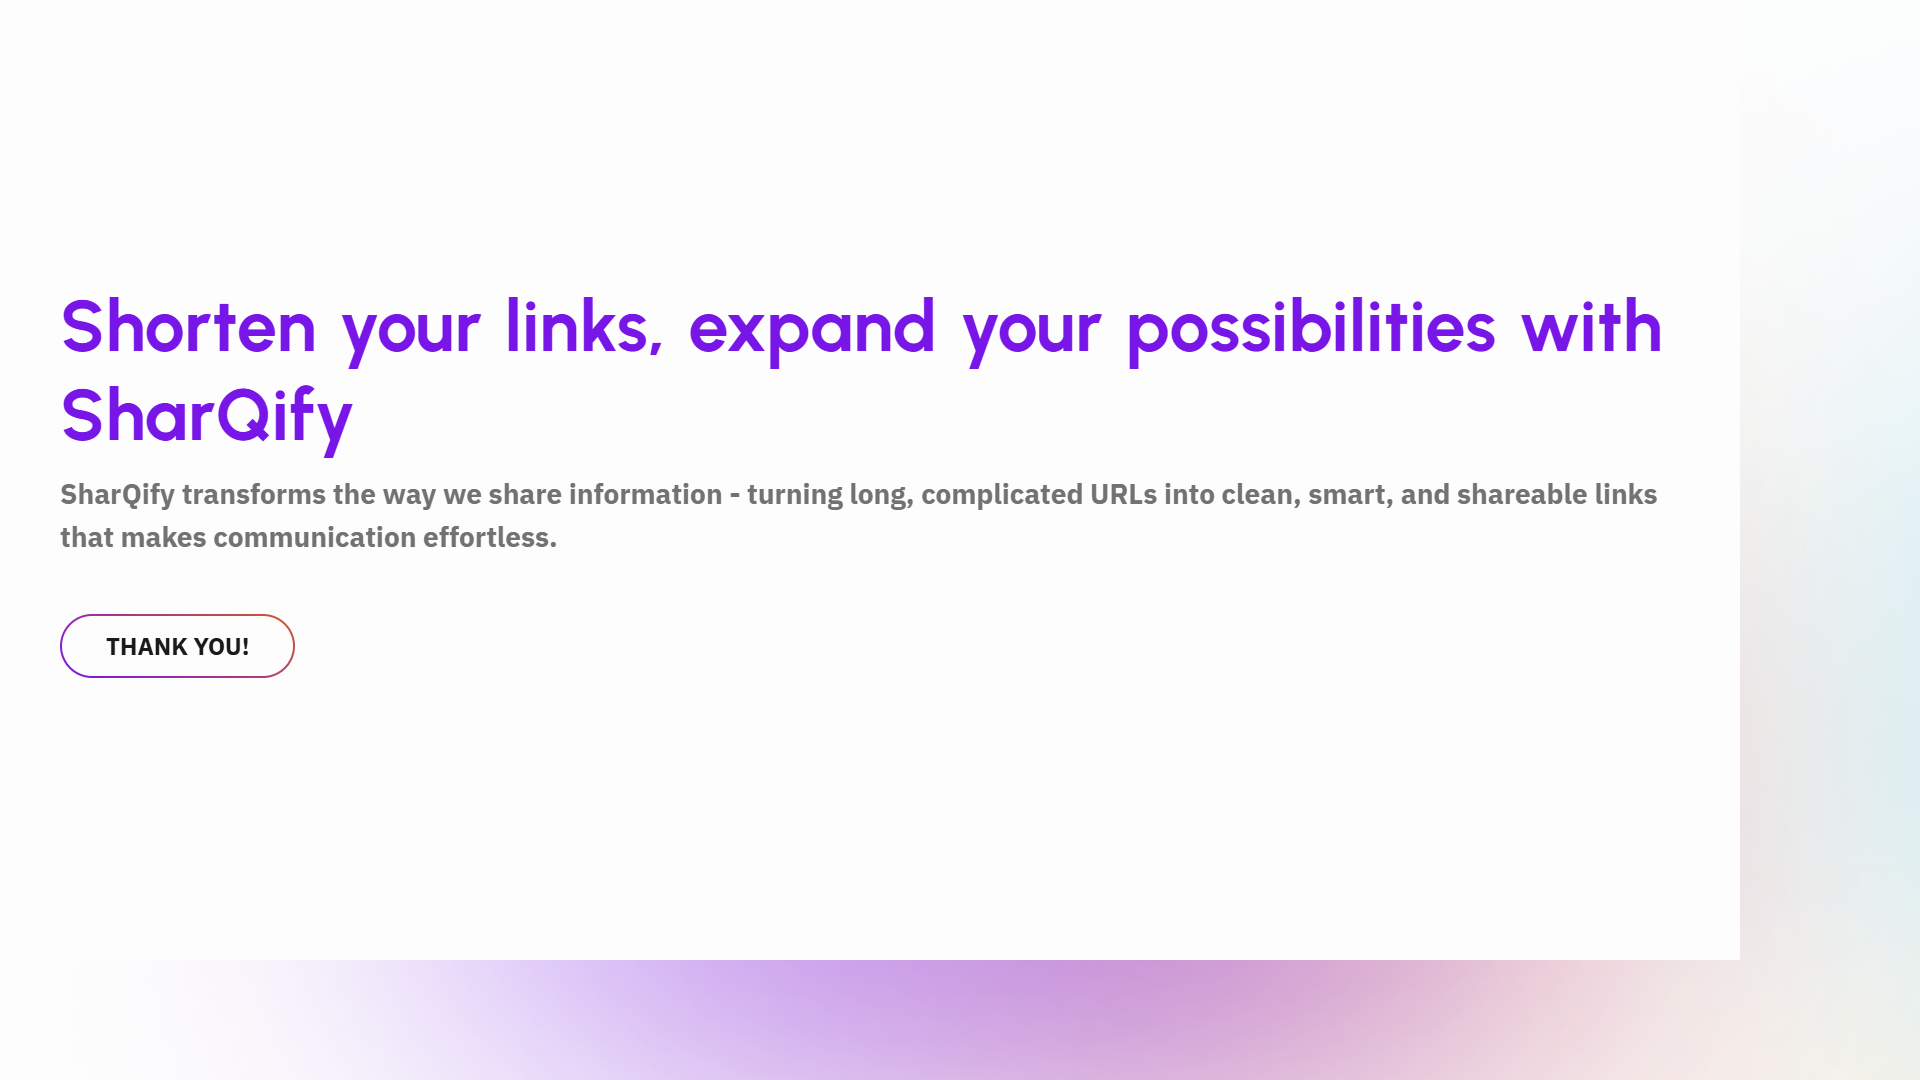 Shorten your links, expand your possibilities with
SharQify
SharQify transforms the way we share information - turning long, complicated URLs into clean, smart, and shareable links
that makes communication effortless.
THANK YOU!